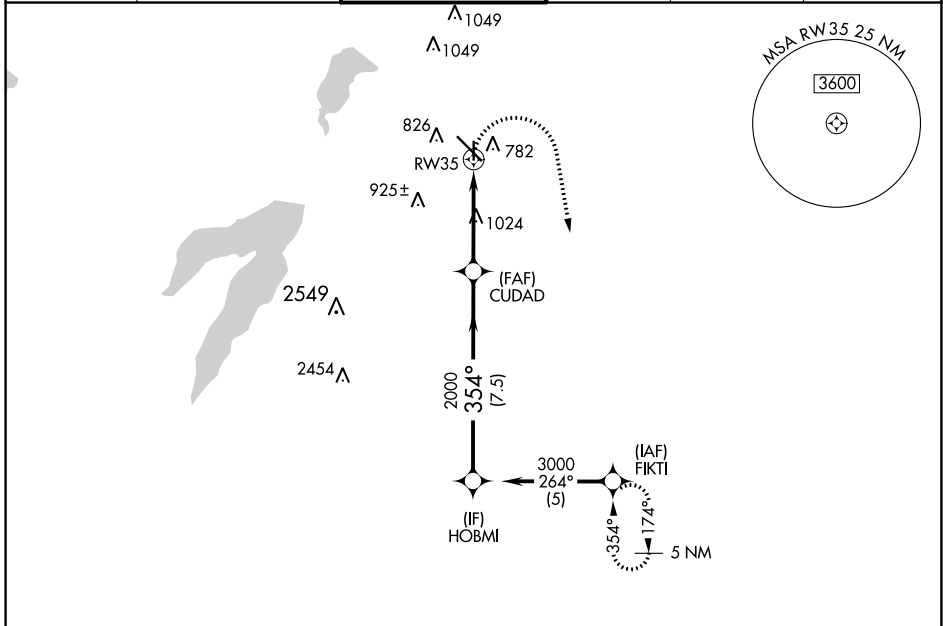 1049
1049
MSA RW35 25 NM
3600
826
782
RW35
925±
1024
(FAF)
CUDAD
2549
2454
2000
354°
(7.5)
(IAF)
FIKTI
3000
264°
(5)
(IF)
HOBMI
354°
174°
5 NM